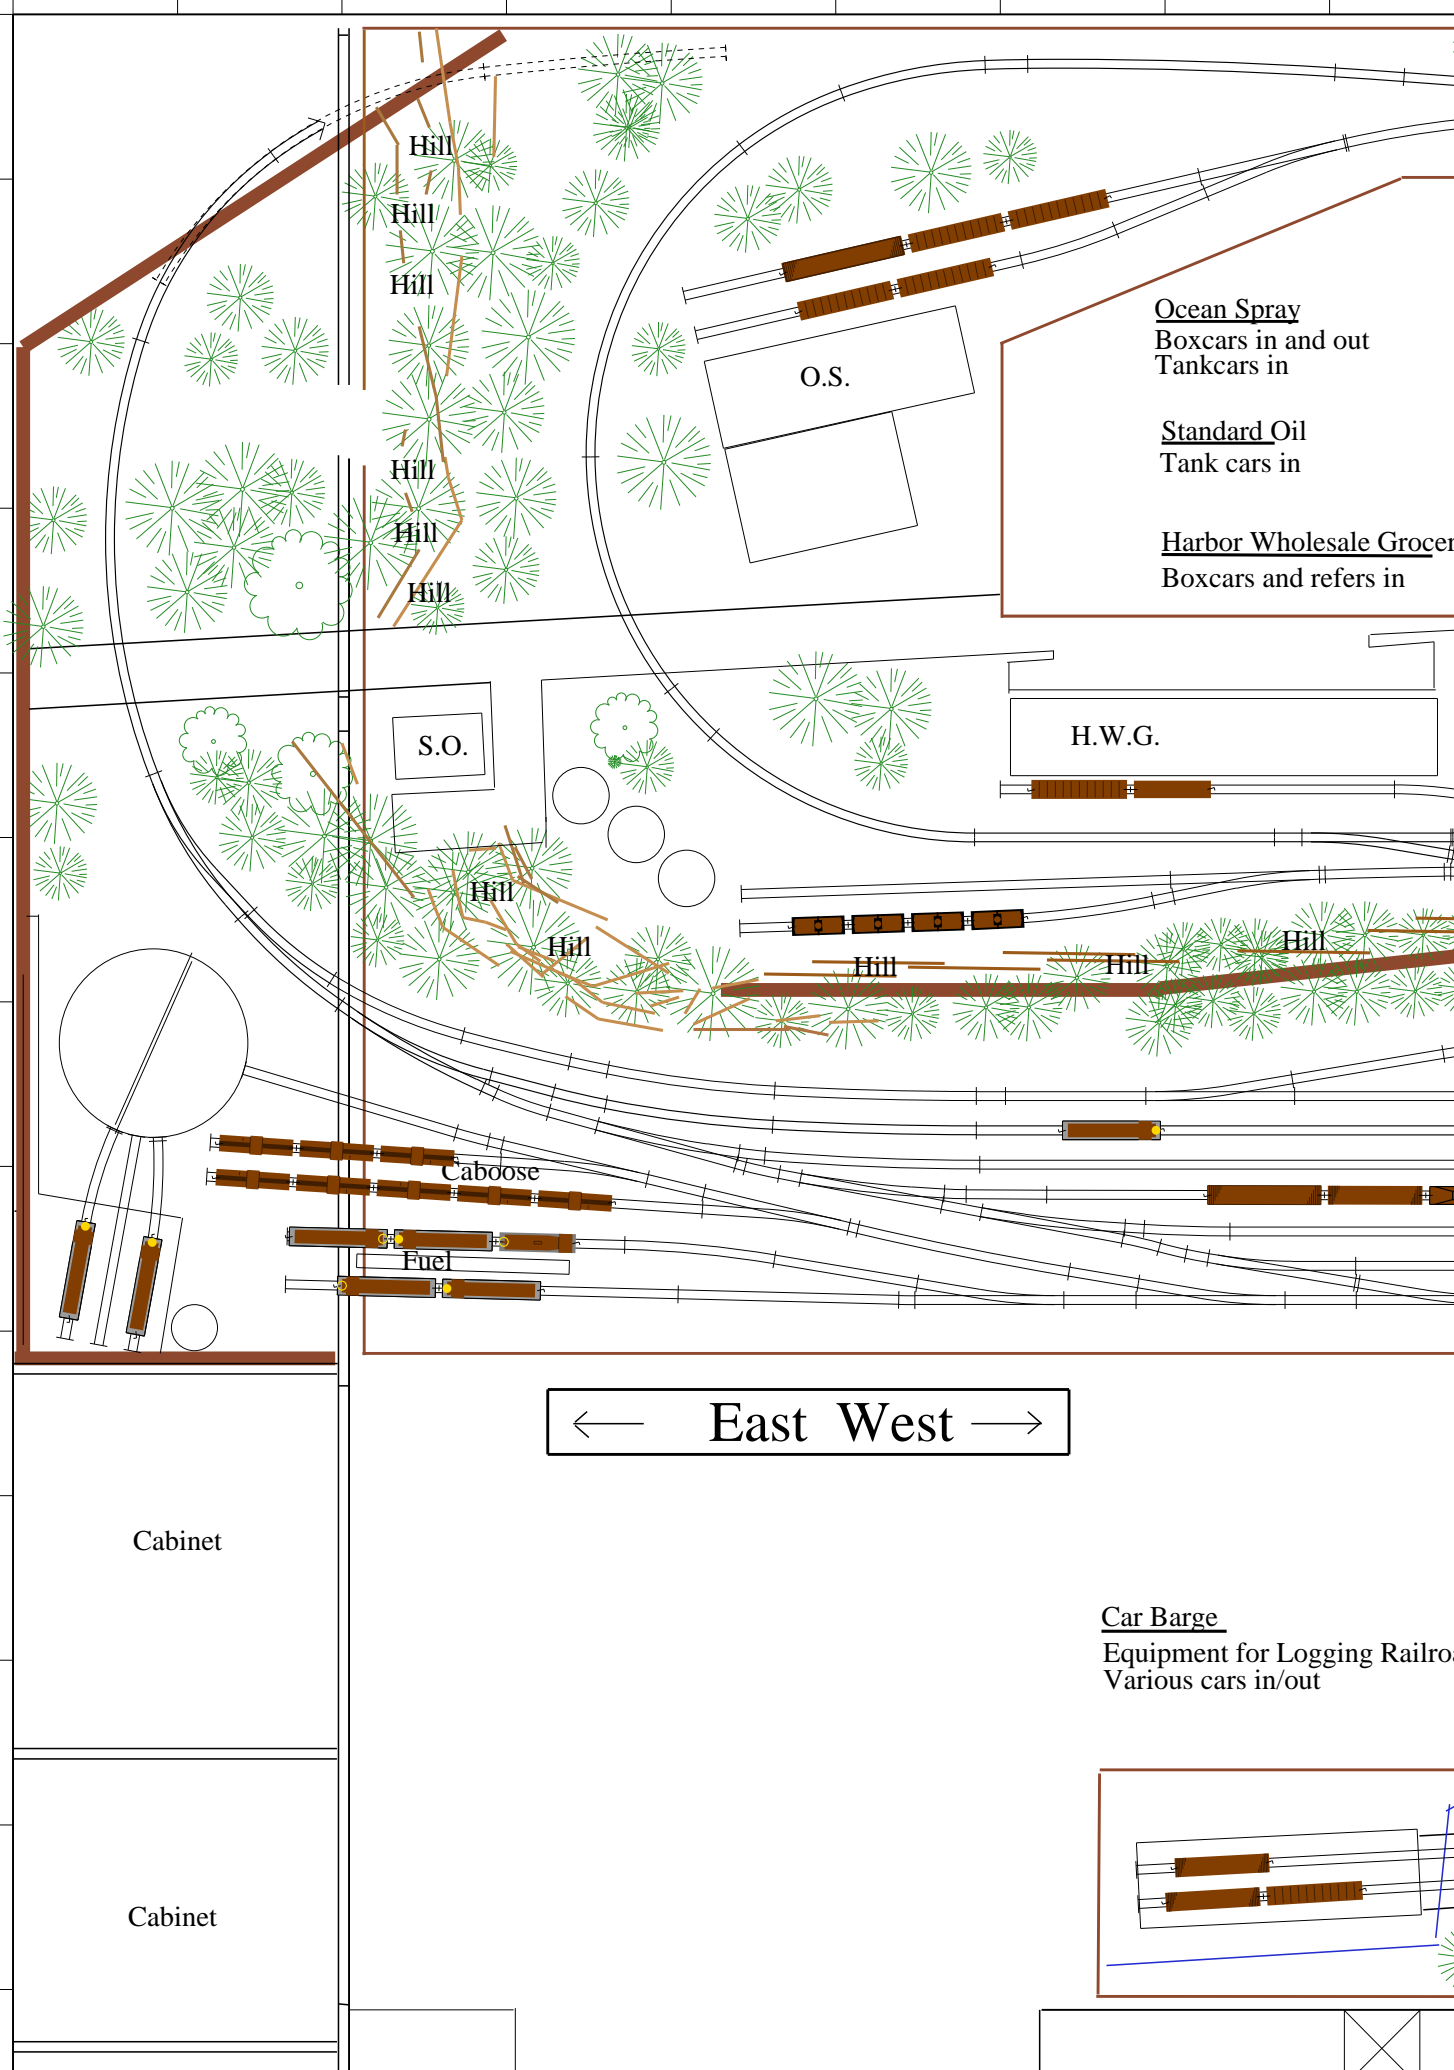 Hill
Hill
Hill
Ocean Spray
Boxcars in and out
Tankcars in
O.S.
Standard Oil
Tank cars in
Hill
Hill
Harbor Wholesale
Boxcars and refers in
Hill
S.O.
H.W.G.
Hill
Hill
Hill
Hill
Hill
Caboose
Fuel
East West
Cabinet
Car Barge
Equipment for Logging
Various cars in/out
Cabinet